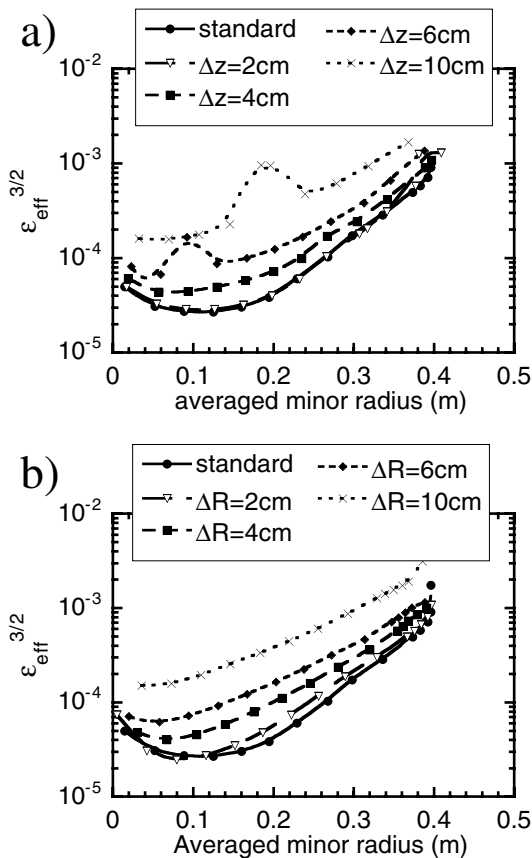 a)
standard
Δz=2cm
Δz=4cm
Δz=6cm
Δz=10cm
10-2
10-3
10-4
10-5
εeff 3/2
0 0.1 0.2 0.3 0.4 0.5
averaged minor radius (m)
b)
standard
ΔR=2cm
ΔR=4cm
ΔR=6cm
ΔR=10cm
10-2
10-3
10-4
10-5
εeff 3/2
0 0.1 0.2 0.3 0.4 0.5
Averaged minor radius (m)